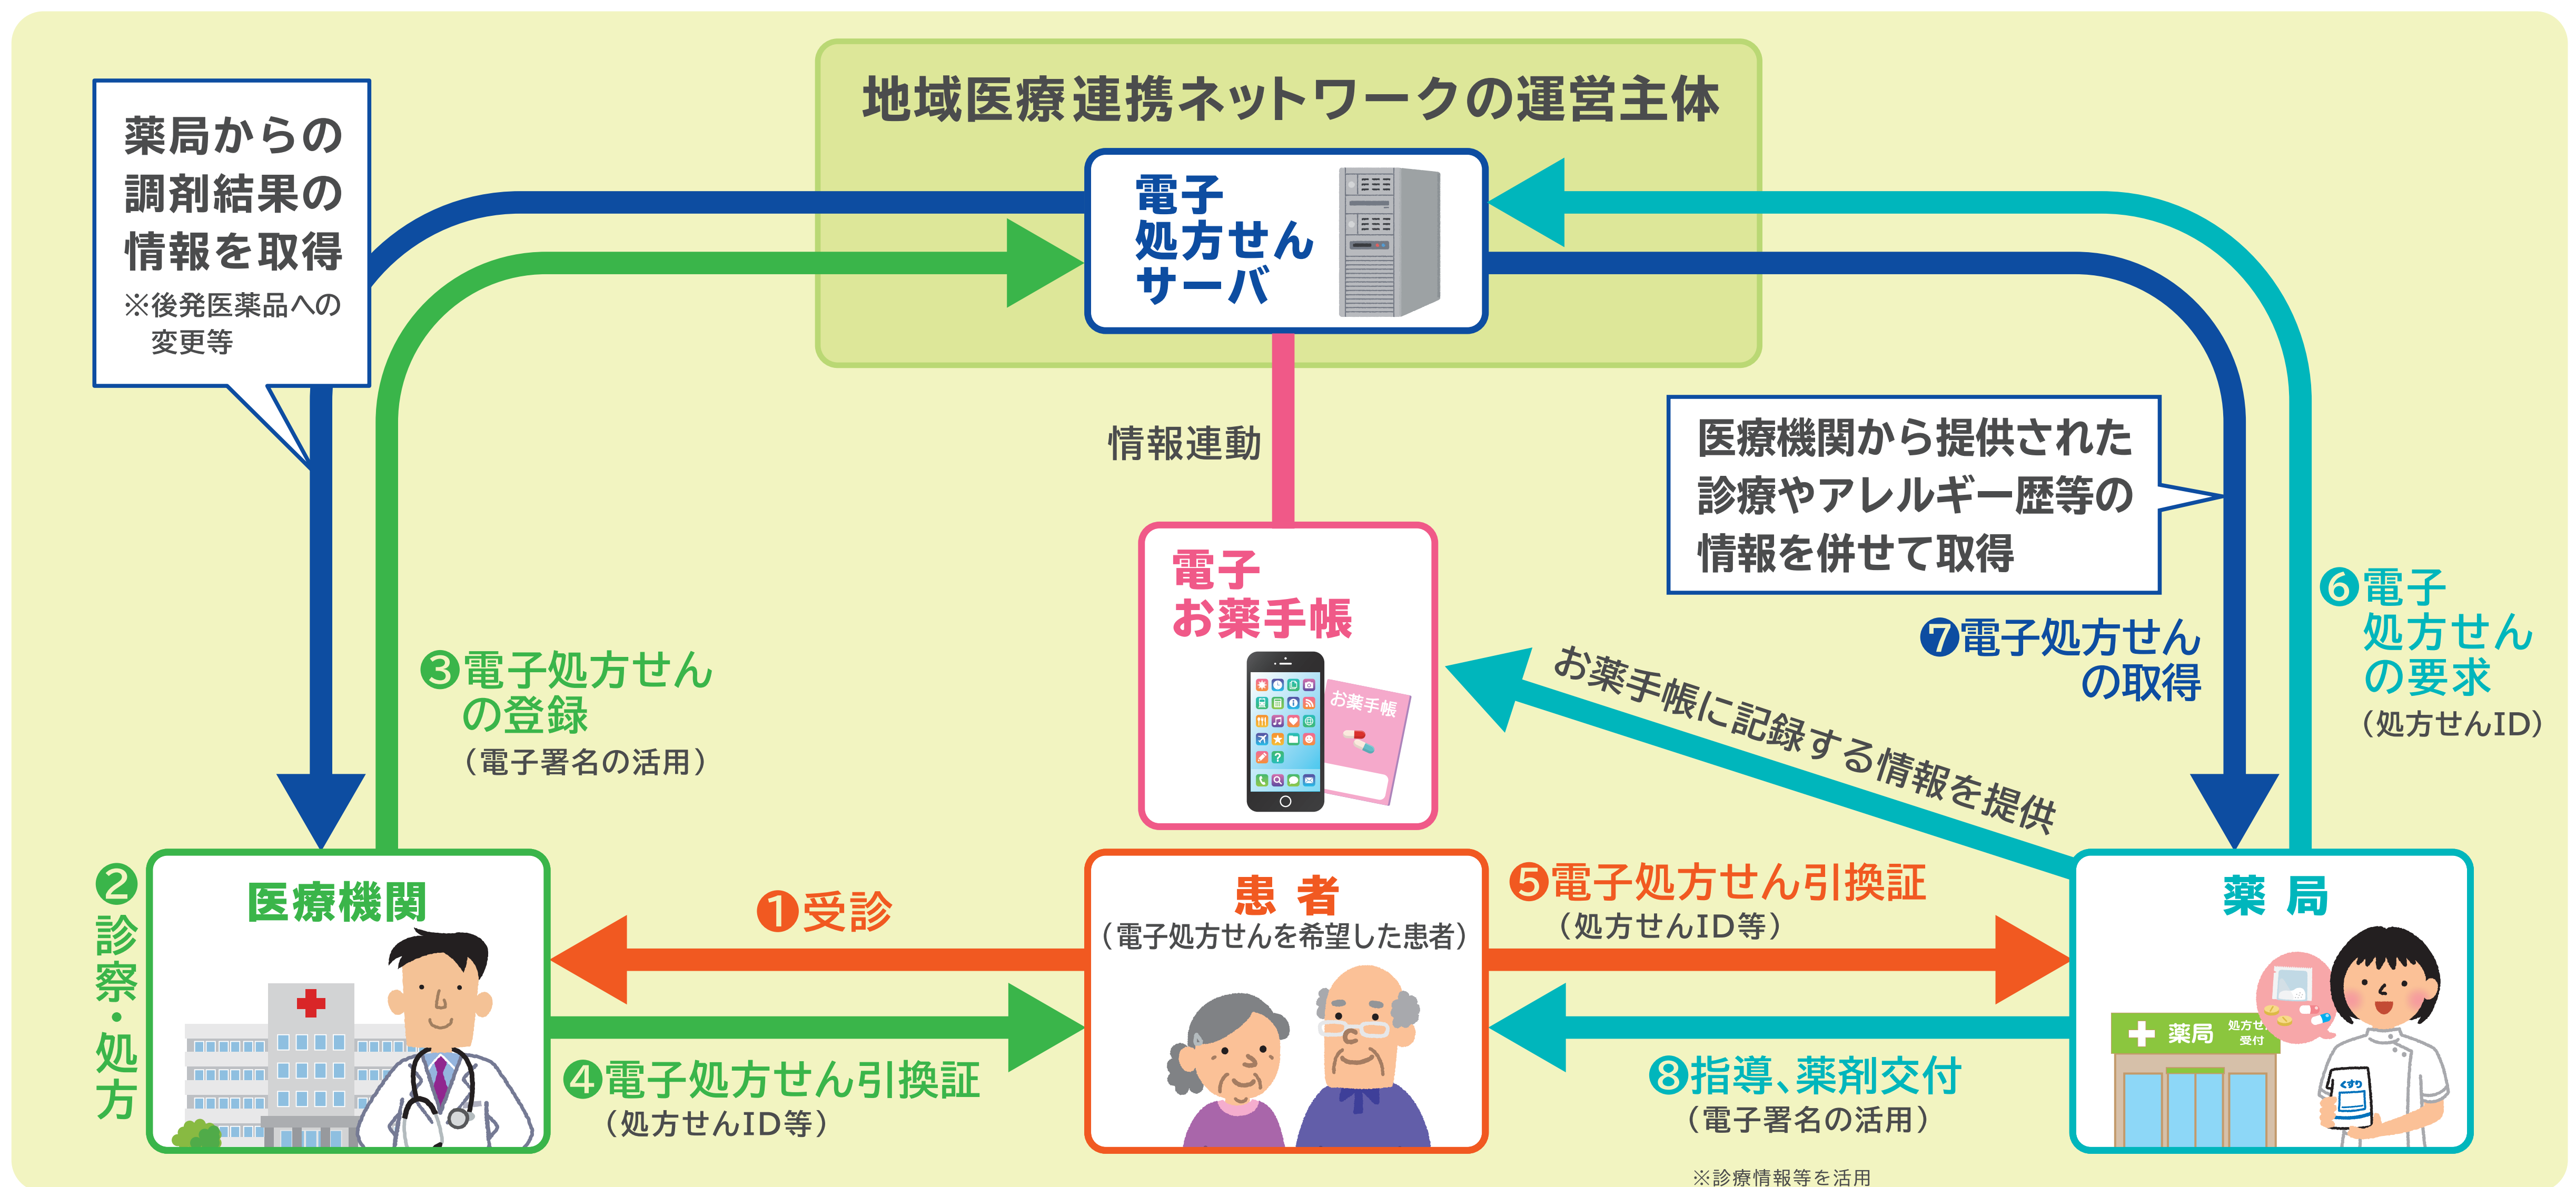 地域医療連携ネットワークの運営主体
電子
処方せん
サーバ
薬局からの
調剤結果の
情報を取得
※後発医薬品への
変更等
情報連動
医療機関から提供された
診療やアレルギー歴等の
情報を併せて取得
電子
お薬手帳
お薬手帳
❸電子処方せん
の登録
(電子署名の活用)
お薬手帳に記録する情報を提供
❼電子処方せん
の取得
❻電子
処方せん
の要求
(処方せんID)
❷診察・処方
医療機関
❶受診
❹電子処方せん引換証
(処方せんID等)
患者
(電子処方せんを希望した患者)
❺電子処方せん引換証
(処方せんID等)
❽指導、薬剤交付
(電子署名の活用)
※診療情報等を活用
薬局
薬局
処方せ
受付
くすり